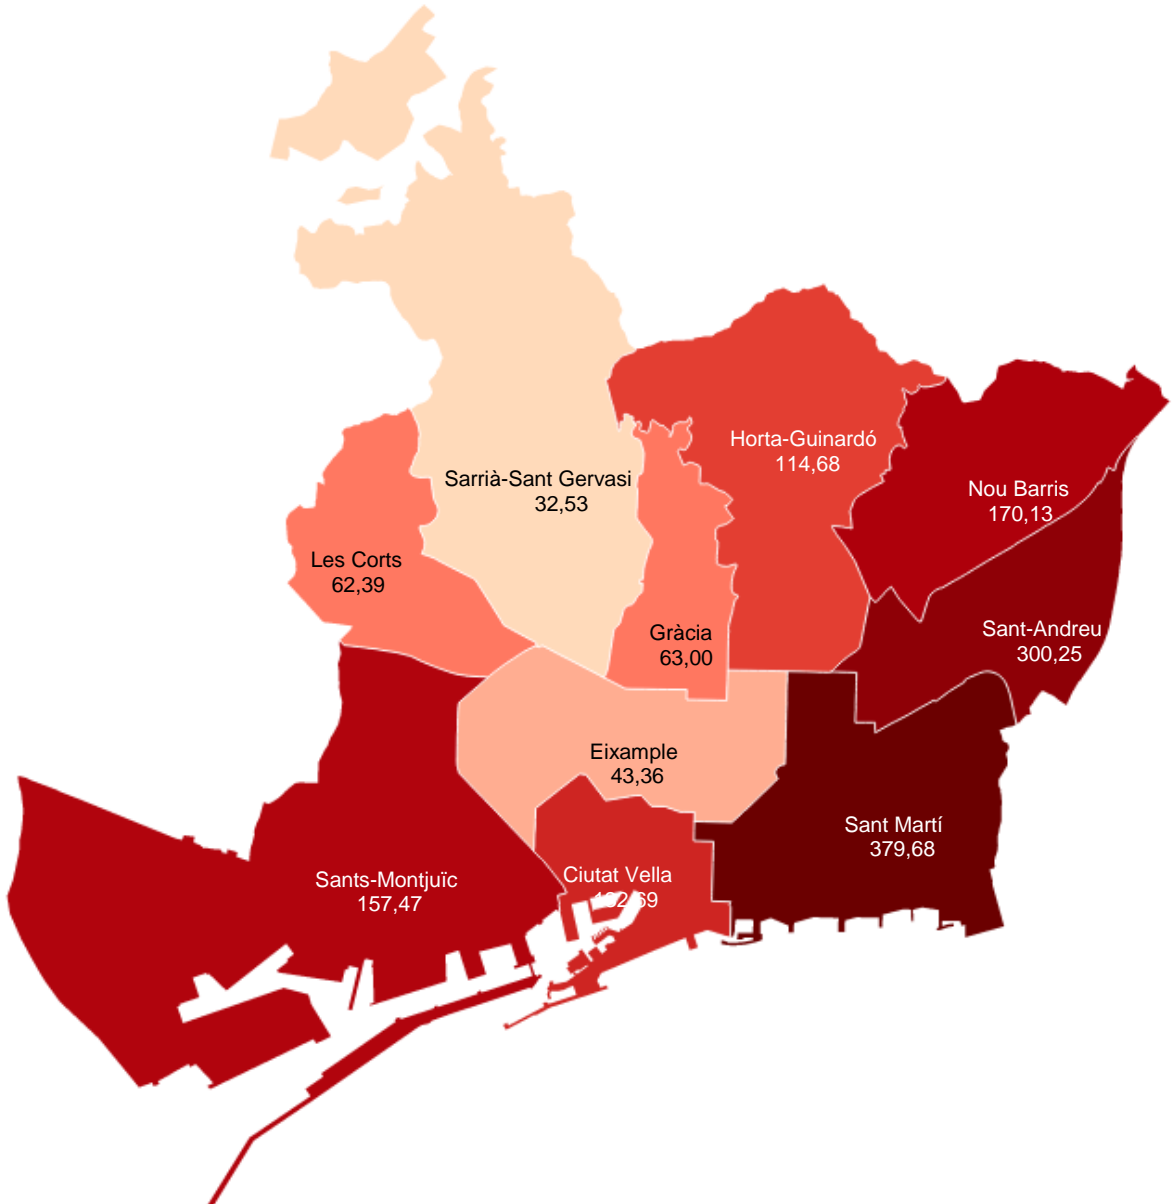 Sarrià-Sant Gervasi
32,53
Horta-Guinardó
114,68
Nou Barris
170,13
Les Corts
62,39
Gràcia
63,00
Sant-Andreu
300,25
Eixample
43,36
Sant Martí
379,68
Sants-Montjuïc
157,47
Ciutat Vella